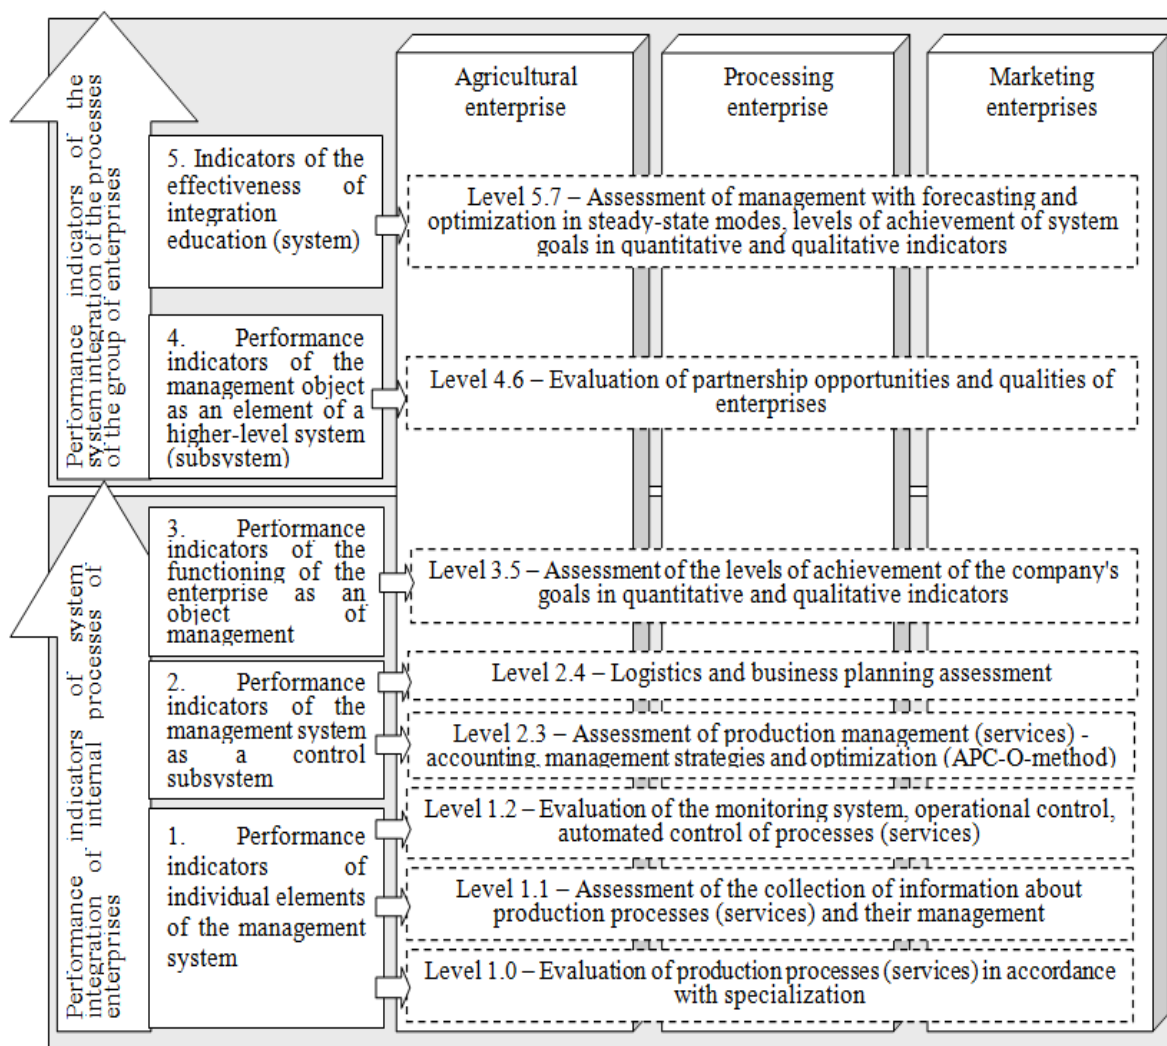 Agricultural
enterprise
Processing
enterprise
Marketing
enterprises
Performance indicators of the
system integration of the processes
of the group of enterprises
5. Indicators of the
effectiveness of
integration
education (system)
Level 5.7 – Assessment of management with forecasting and
optimization in steady-state modes, levels of achievement of system
goals in quantitative and qualitative indicators
4. Performance
indicators of the
management object
as an element of a
higher-level system
(subsystem)
Level 4.6 – Evaluation of partnership opportunities and qualities of
enterprises
Performance indicators of system
integration of internal processes of
enterprises
3. Performance
indicators of the
functioning of the
enterprise as an
object of
management
Level 3.5 – Assessment of the levels of achievement of the company's
goals in quantitative and qualitative indicators
2. Performance
indicators of the
management system
as a control
subsystem
Level 2.4 – Logistics and business planning assessment
Level 2.3 – Assessment of production management (services) -
accounting, management strategies and optimization (APC-O-method)
1. Performance
indicators of
individual elements
of the management
system
Level 1.2 – Evaluation of the monitoring system, operational control,
automated control of processes (services)
Level 1.1 – Assessment of the collection of information about
production processes (services) and their management
Level 1.0 – Evaluation of production processes (services) in accordance
with specialization